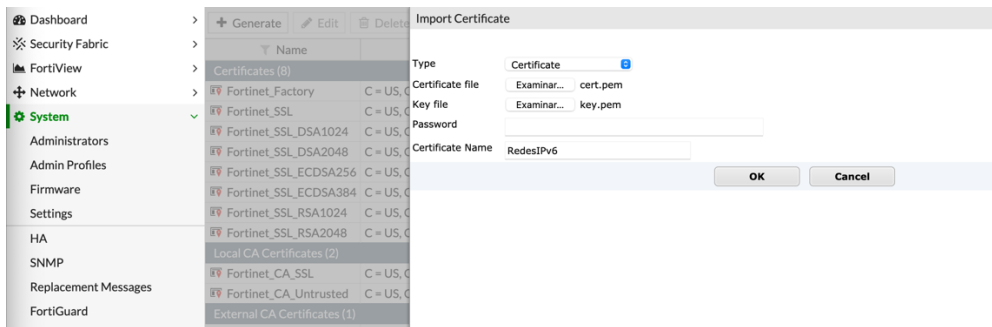 Dashboard
Security Fabric
FortiView
Network
System
Administrators
Admin Profiles
Firmware
Settings
HA
SNMP
Replacement Messages
FortiGuard
Generate Edit Delete
Name
Certificates (8)
Fortinet_Factory C = US, C
Fortinet_SSL C = US, C
Fortinet_SSL_DSA1024 C = US, C
Fortinet_SSL_DSA2048 C = US, C
Fortinet_SSL_ECDSA256 C = US, C
Fortinet_SSL_ECDSA384 C = US, C
Fortinet_SSL_RSA1024 C = US, C
Fortinet_SSL_RSA2048 C = US, C
Local CA Certificates (2)
Fortinet_CA_SSL C = US, C
Fortinet_CA_Untrusted C = US, C
External CA Certificates (1)
Import Certificate
Type Certificate
Certificate file Examinar... cert.pem
Key file Examinar... key.pem
Password
Certificate Name RedesIPv6
OK Cancel